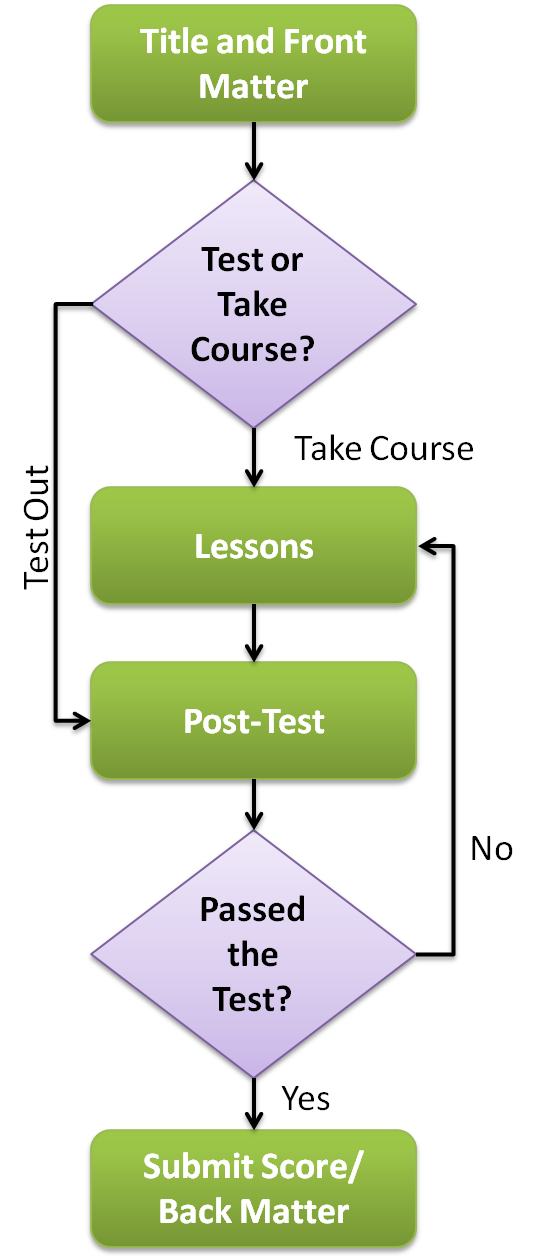 Title and Front
Matter
Test or
Take
Course?
Take Course
Test Out
Lessons
Post-Test
No
Passed
the
Test?
Yes
Submit Score/
Back Matter